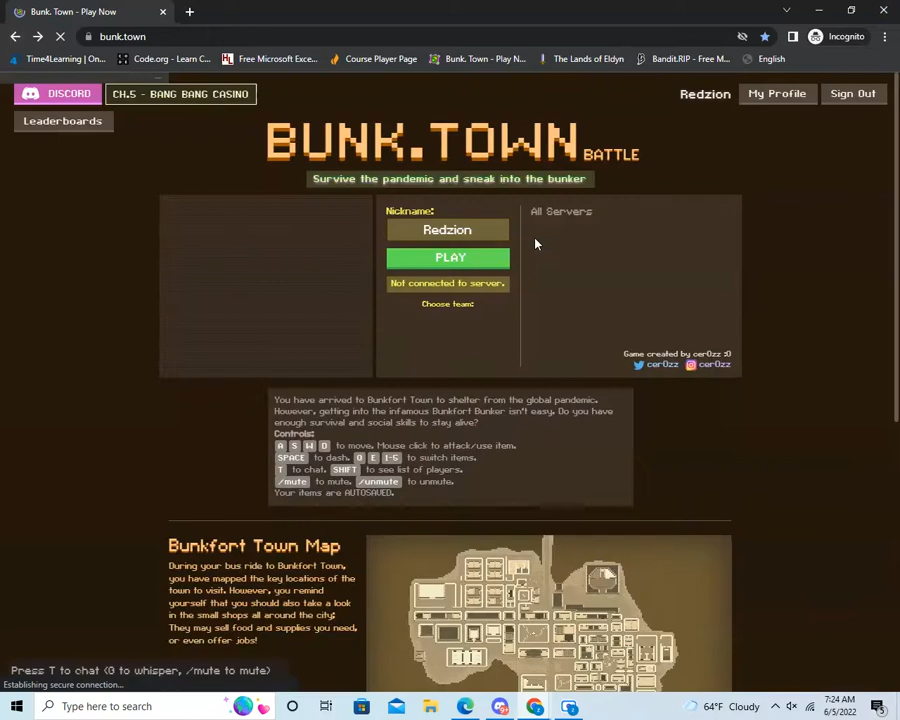 Bunk. Town - Play Now
bunk.town
Incognito
Time4Learning | On...
Code.org - Learn C...
Free Microsoft Exce...
Course Player Page
Bunk. Town - Play N...
The Lands of Eldyn
Bandit.RIP - Free M...
English
DISCORD
CH.5 - BANG BANG CASINO
Redzion
My Profile
Sign Out
Leaderboards
BUNK.TOWN BATTLE
Survive the pandemic and sneak into the bunker
Nickname:
Redzion
PLAY
Not connected to server.
Choose team:
All Servers
Game created by cer0zz :O
cer0zz cer0zz
You have arrived to Bunkfort Town to shelter from the global pandemic.
However, getting into the infamous Bunkfort Bunker isn't easy. Do you have
enough survival and social skills to stay alive?
Controls:
A S W D to move. Mouse click to attack/use item.
SPACE to dash. Q E 1-5 to switch items.
T to chat. SHIFT to see list of players.
/mute to mute. /unmute to unmute.
Your items are AUTOSAVED.
Bunkfort Town Map
During your bus ride to Bunkfort Town,
you have mapped the key locations of the
town to visit. However, you remind
yourself that you should also take a look
in the small shops all around the city;
They may sell food and supplies you need,
or even offer jobs!
Press T to chat (G to whisper, /mute to mute)
Establishing secure connection...
Type here to search
64°F Cloudy
7:24 AM
6/5/2022
5